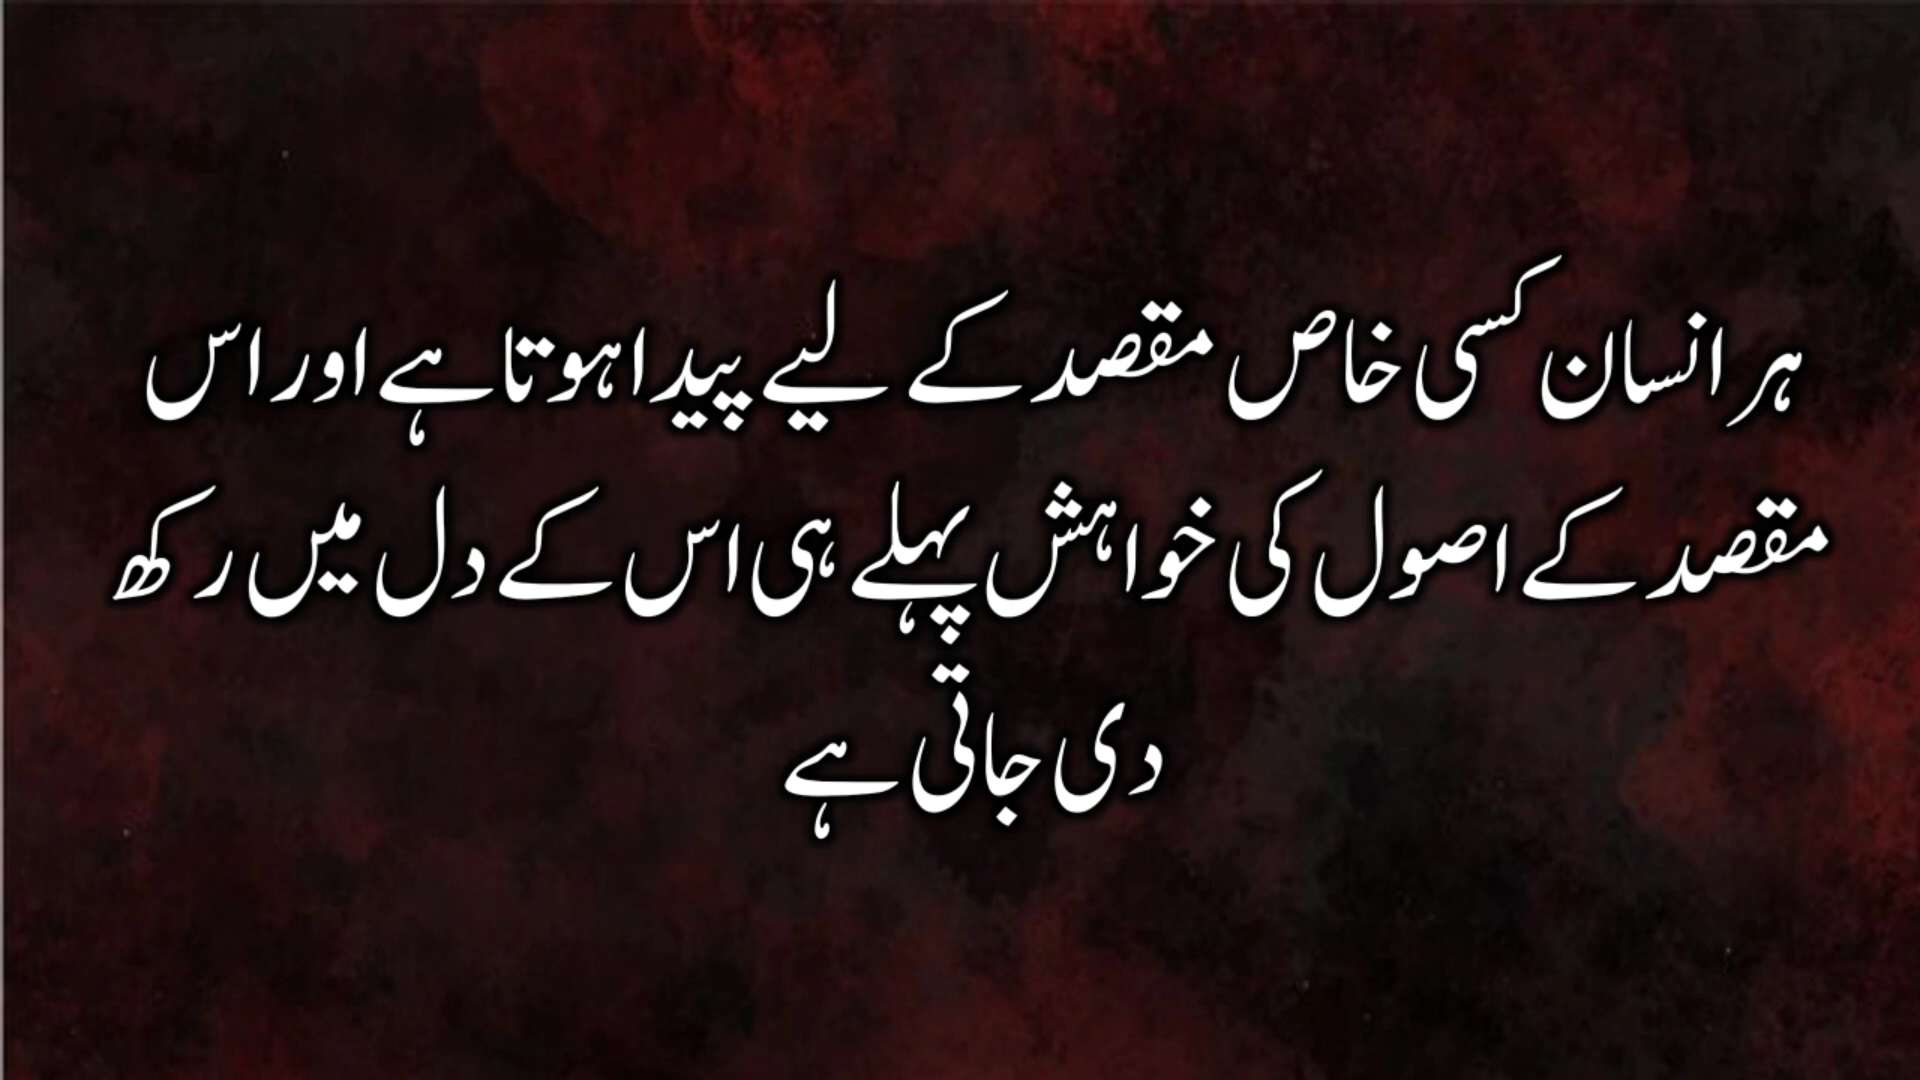 ہر انسان کسی خاص مقصد کے لیے پیدا ہوتا ہے اور اس
مقصد کے اصول کی خواہش پہلے ہی اس کے دل میں رکھ
دی جاتی ہے